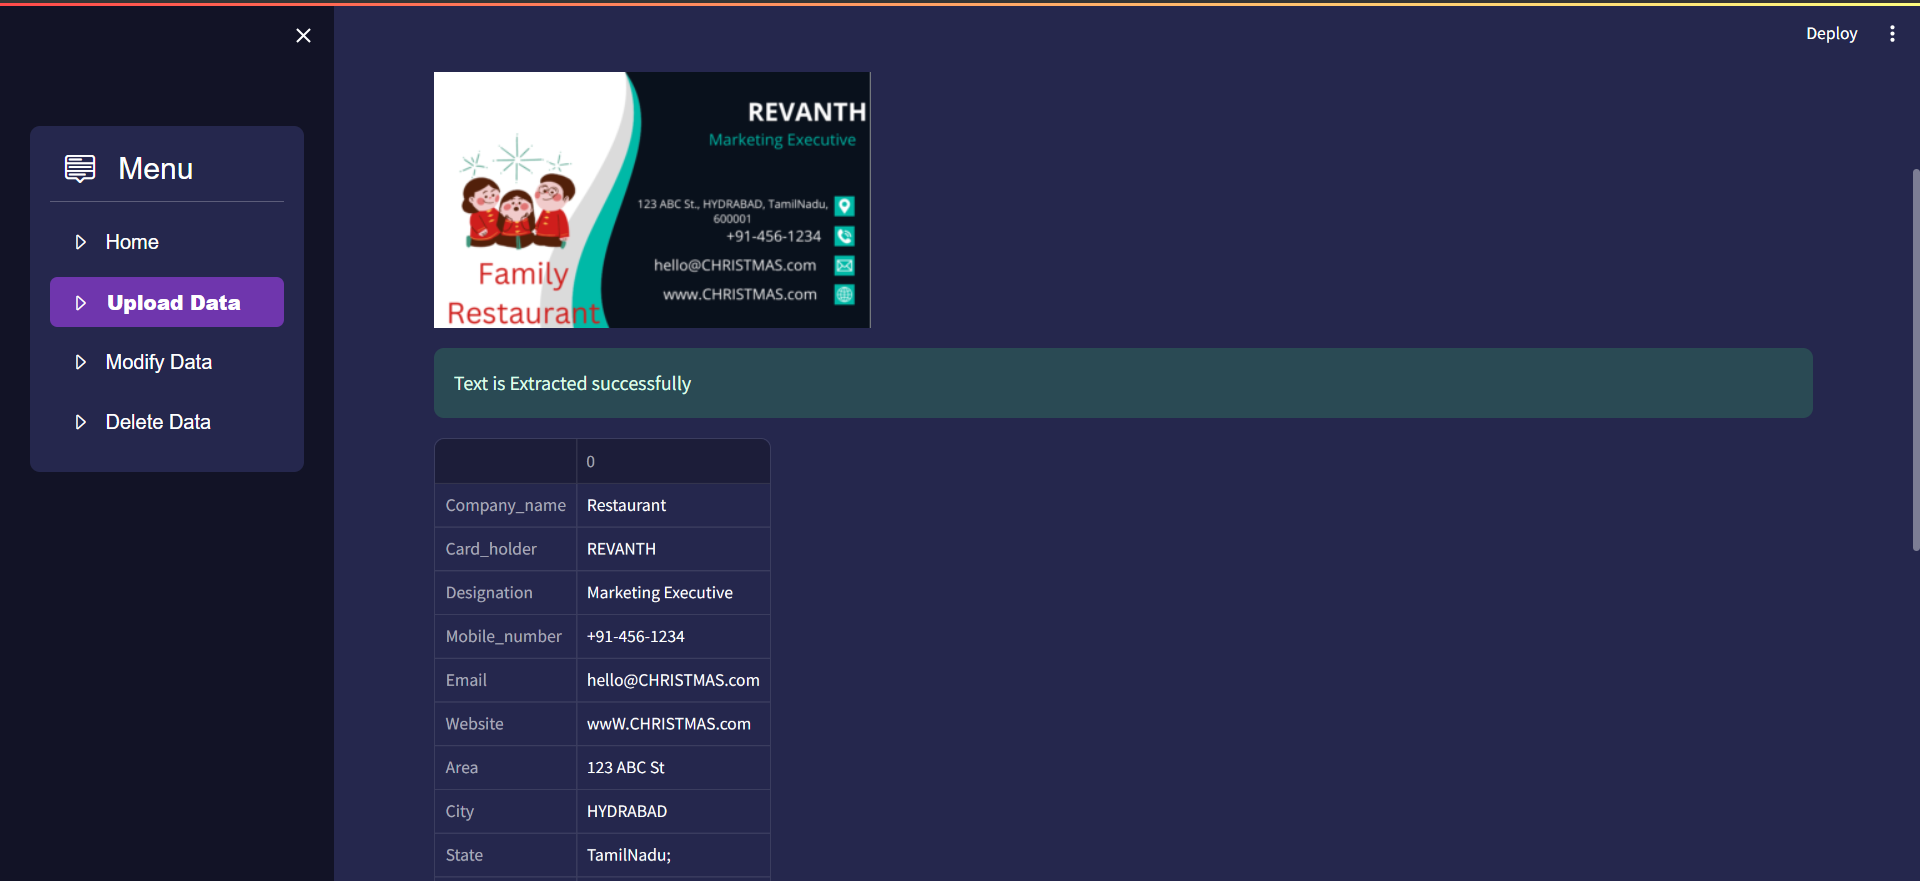 Deploy
Menu
Home
Upload Data
Modify Data
Delete Data
REVANTH
Marketing Executive
123 ABC St., HYDRABAD, TamilNadu,
600001
+91-456-1234
hello@CHRISTMAS.com
www.CHRISTMAS.com
Family
Restaurant
Text is Extracted successfully
0
Company_name Restaurant
Card_holder REVANTH
Designation Marketing Executive
Mobile_number +91-456-1234
Email hello@CHRISTMAS.com
Website wwW.CHRISTMAS.com
Area 123 ABC St
City HYDRABAD
State TamilNadu;